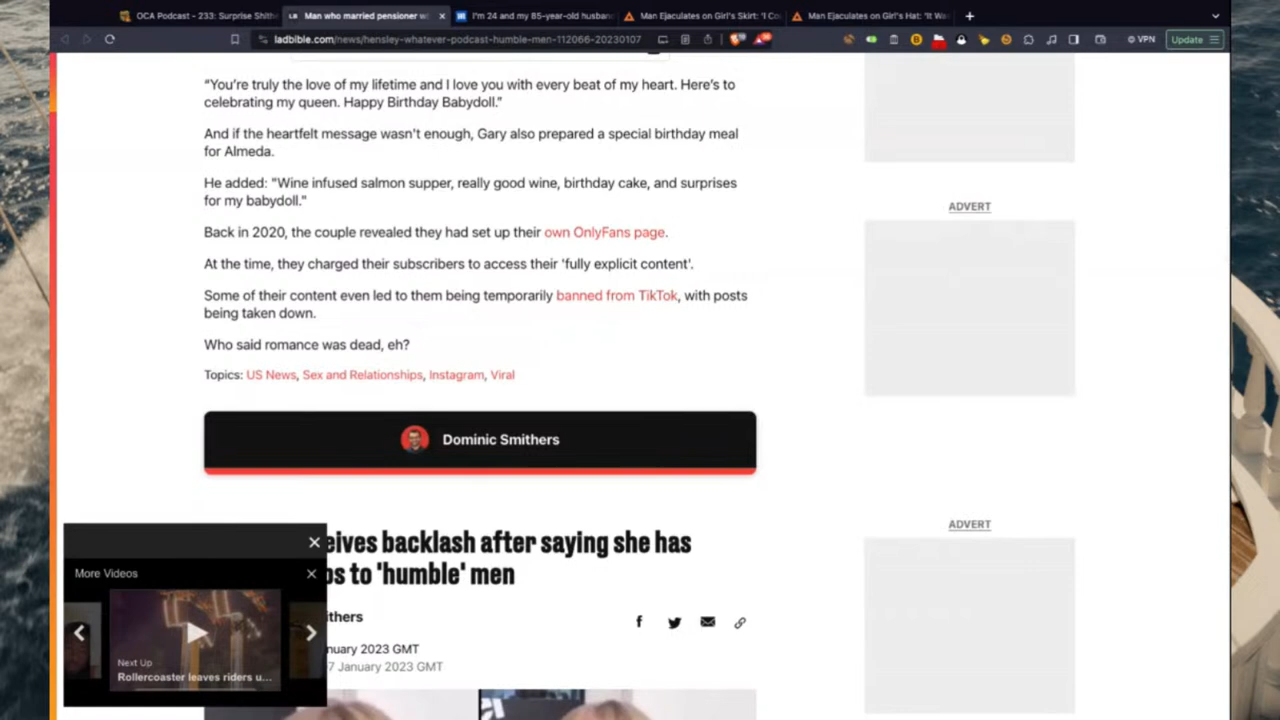 OCA Podcast - 233: Surprise Shith
LB Man who married pensioner w
I'm 24 and my 85-year-old husban
Man Ejaculates on Girl's Skirt: "I Co
Man Ejaculates on Girl's Hat: "It Wa
ladbible.com/news/hensley-whatever-podcast-humble-men-112066-20230107
VPN
Update
"You're truly the love of my lifetime and I love you with every beat of my heart. Here's to
celebrating my queen. Happy Birthday Babydoll."
And if the heartfelt message wasn't enough, Gary also prepared a special birthday meal
for Almeda.
He added: "Wine infused salmon supper, really good wine, birthday cake, and surprises
for my babydoll."
ADVERT
Back in 2020, the couple revealed they had set up their own OnlyFans page.
At the time, they charged their subscribers to access their 'fully explicit content'.
Some of their content even led to them being temporarily banned from TikTok, with posts
being taken down.
Who said romance was dead, eh?
Topics: US News, Sex and Relationships, Instagram, Viral
Dominic Smithers
ADVERT
eives backlash after saying she has
os to 'humble' men
More Videos
Next Up
Rollercoaster leaves riders u...
ithers
nuary 2023 GMT
7 January 2023 GMT